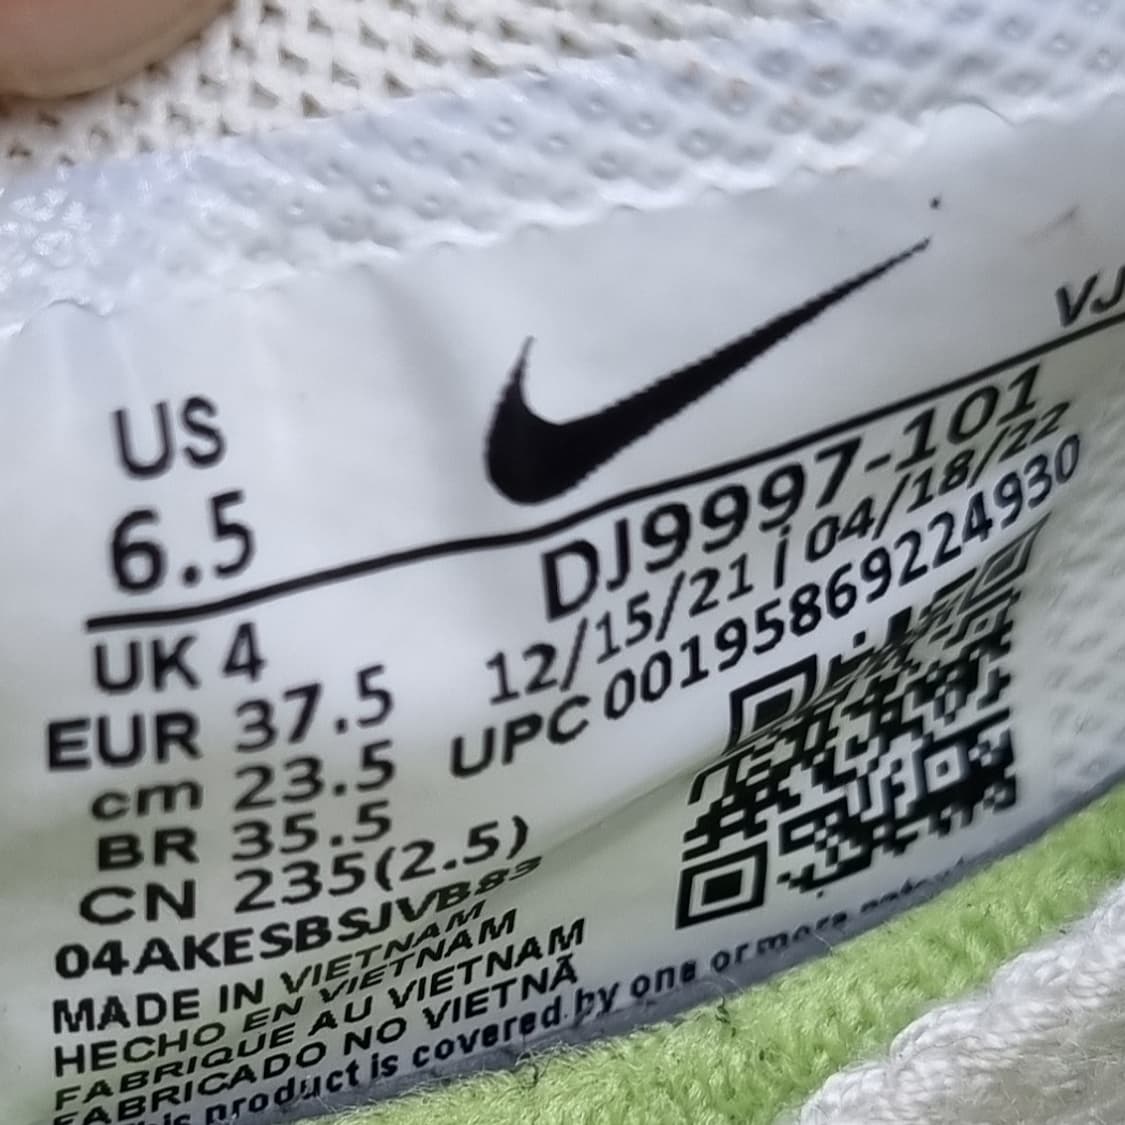 VJ
US
6.5
DJ9997-101
12/15/21 | 04/18/22
UPC 00195869224930
UK 4
EUR 37.5
cm 23.5
BR 35.5
CN 235(2.5)
04AKESBSJVB83
MADE IN VIETNAM
HECHO EN VIETNAM
FABRIQUE AU VIETNAM
FABRICADO NO VIETNÃ
This product is covered by one or more